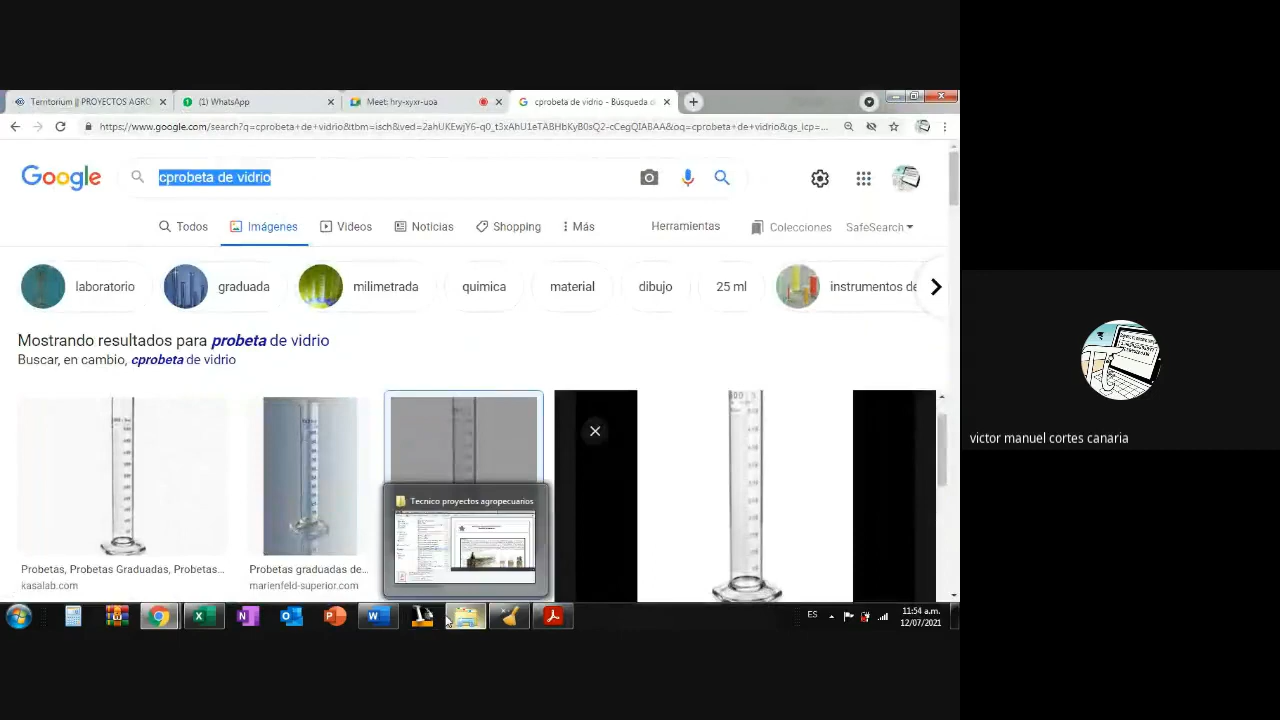 Territorium || PROYECTOS AGRO
(1) WhatsApp
Meet: hry-xyxr-uoa
cprobeta de vidrio - Búsqueda d
https://www.google.com/search?q=cprobeta+de+vidrio&tbm=isch&ved=2ahUKEwjY6-q0_t3xAhU1eTABHbKyB0sQ2-cCegQIABAA&oq=cprobeta+de+vidrio&gs_lcp=...
Google
cprobeta de vidrio
Todos
Imágenes
Videos
Noticias
Shopping
Más
Herramientas
Colecciones
SafeSearch
laboratorio
graduada
milimetrada
quimica
material
dibujo
25 ml
instrumentos de
Mostrando resultados para probeta de vidrio
Buscar, en cambio, cprobeta de vidrio
Tecnico proyectos agropecuarios
Probetas, Probetas Graduadas, Probetas...
kasalab.com
Probetas graduadas de...
marienfeld-superior.com
victor manuel cortes canaria
ES
11:54 a.m.
12/07/2021